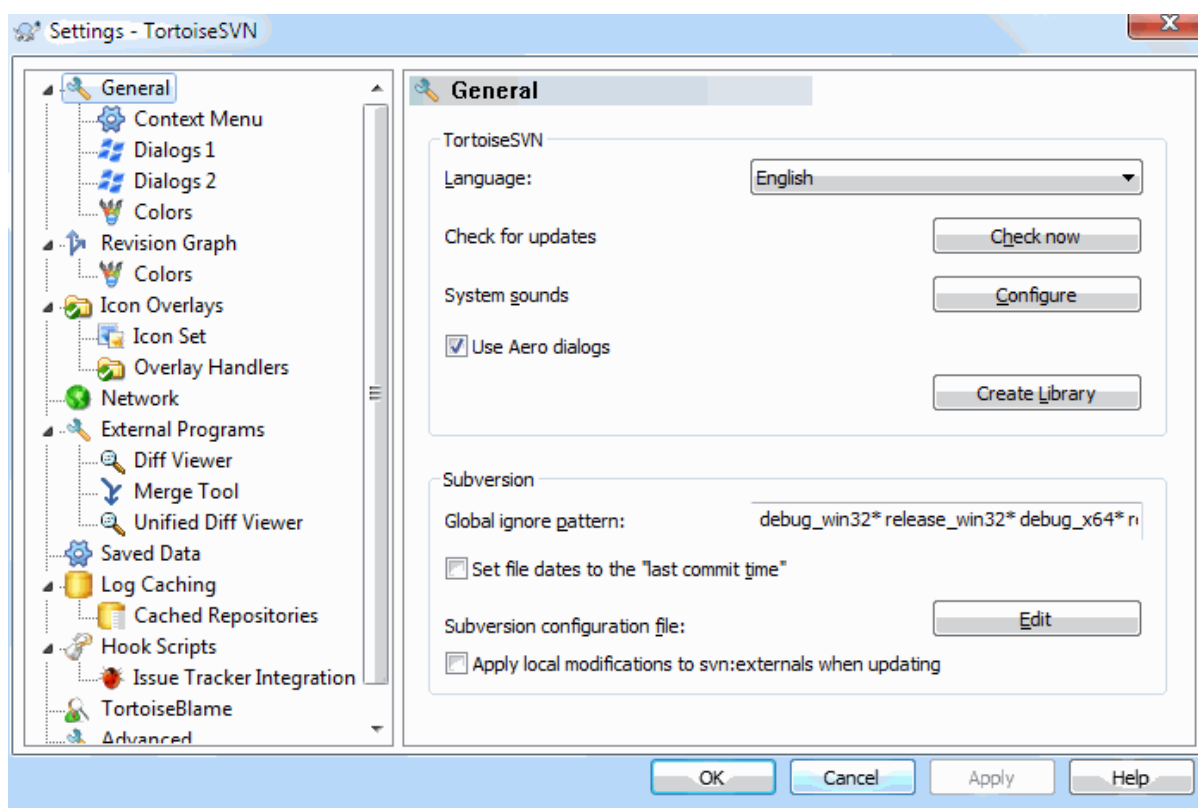 Settings - TortoiseSVN
General
Context Menu
Dialogs 1
Dialogs 2
Colors
Revision Graph
Colors
Icon Overlays
Icon Set
Overlay Handlers
Network
External Programs
Diff Viewer
Merge Tool
Unified Diff Viewer
Saved Data
Log Caching
Cached Repositories
Hook Scripts
Issue Tracker Integration
TortoiseBlame
Advanced
General
TortoiseSVN
Language: English
Check for updates Check now
System sounds Configure
Use Aero dialogs
Create Library
Subversion
Global ignore pattern: debug_win32* release_win32* debug_x64*
Set file dates to the "last commit time"
Subversion configuration file: Edit
Apply local modifications to svn:externals when updating
OK Cancel Apply Help